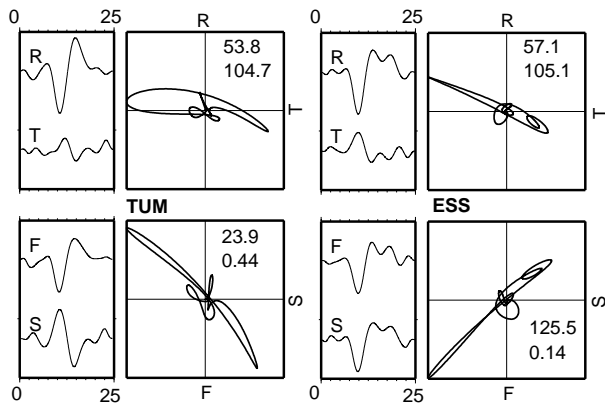 0 25 R 0 25 R
R 53.8 R 57.1
104.7 105.1
T T
T T
TUM ESS
F 23.9 F
0.44
S S
S 125.5 S
0.14
0 25 F 0 25 F